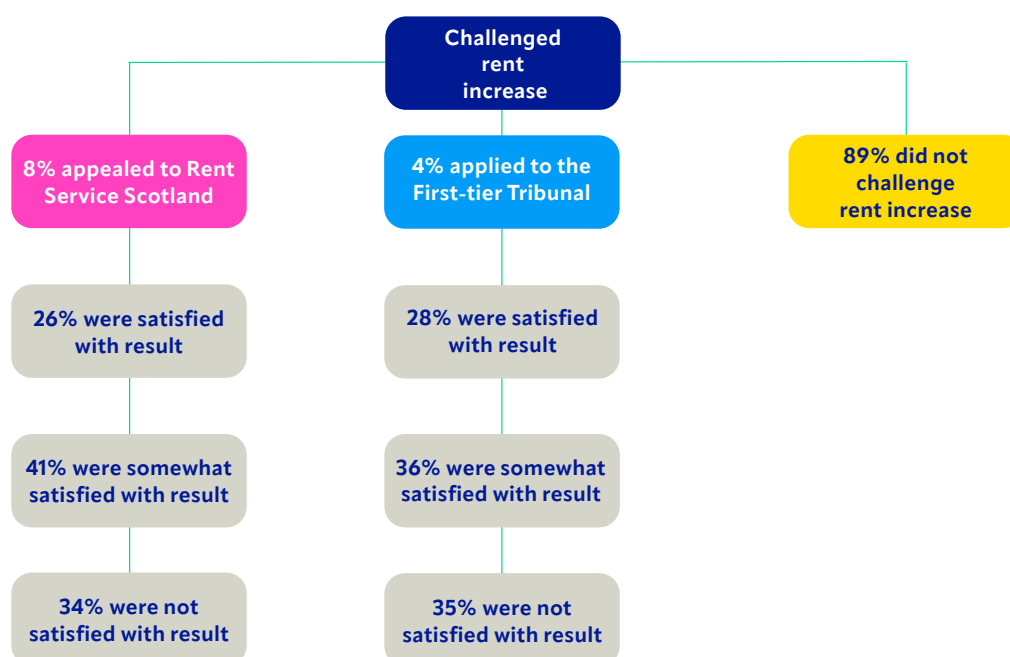 Challenged
rent
increase
8% appealed to Rent
Service Scotland
4% applied to the
First-tier Tribunal
89% did not
challenge
rent increase
26% were satisfied
with result
28% were satisfied
with result
41% were somewhat
satisfied with result
36% were somewhat
satisfied with result
34% were not
satisfied with result
35% were not
satisfied with result